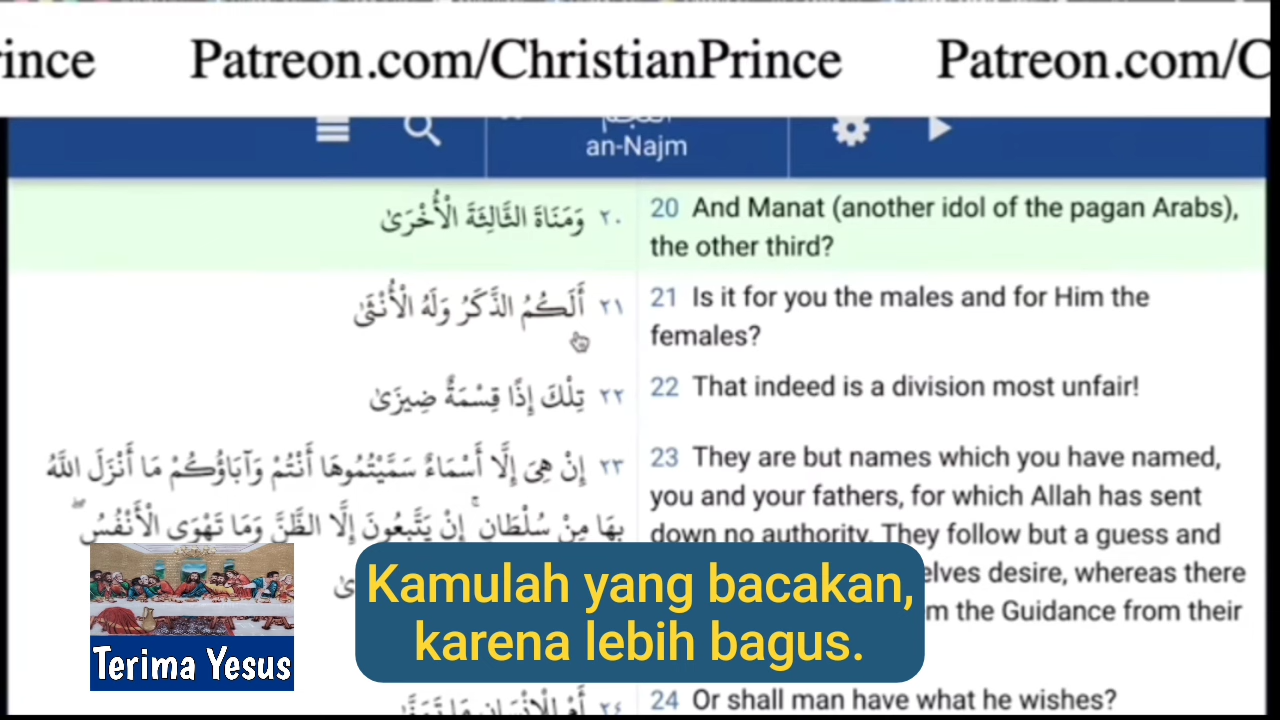 ince Patreon.com/ChristianPrince Patreon.com/C
an-Najm
٢٠ وَمَنَاةَ الثَّالِثَةَ الْأُخْرَىٰ
20 And Manat (another idol of the pagan Arabs),
the other third?
٢١ أَلَكُمُ الذَّكَرُ وَلَهُ الْأُنْثَىٰ
21 Is it for you the males and for Him the
females?
٢٢ تِلْكَ إِذًا قِسْمَةٌ ضِيزَىٰ
22 That indeed is a division most unfair!
٢٣ إِنْ هِيَ إِلَّا أَسْمَاءٌ سَمَّيْتُمُوهَا أَنْتُمْ وَآبَاؤُكُمْ مَا أَنْزَلَ اللَّهُ
بِهَا مِنْ سُلْطَانٍ ۚ إِنْ يَتَّبِعُونَ إِلَّا الظَّنَّ وَمَا تَهْوَى الْأَنْفُسُ ۖ
23 They are but names which you have named,
you and your fathers, for which Allah has sent
down no authority. They follow but a guess and
elves desire, whereas there
m the Guidance from their
Kamulah yang bacakan,
karena lebih bagus.
Terima Yesus
24 Or shall man have what he wishes?